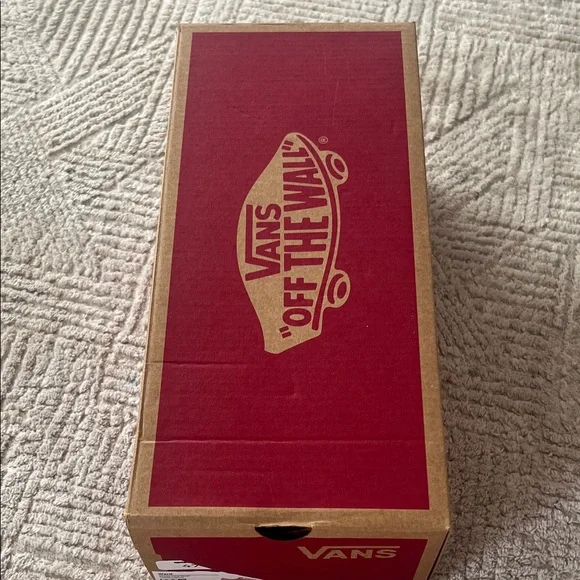 VANS
"OFF THE WALL"
®
VANS